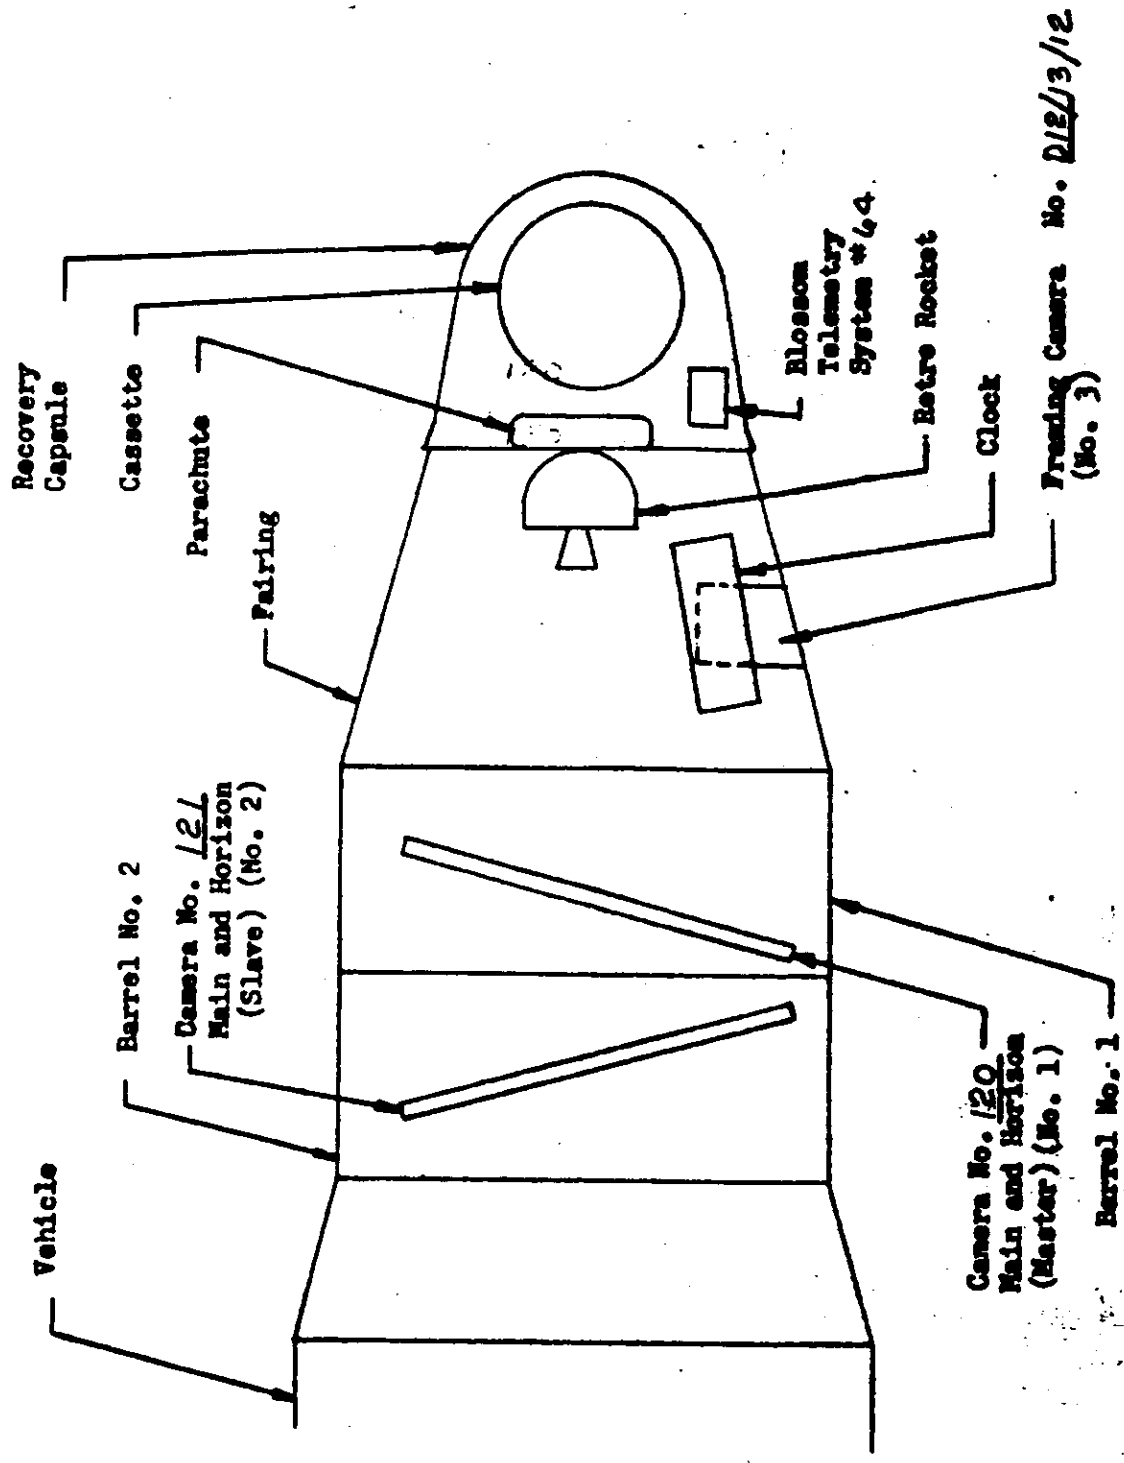 Recovery
Capsule
Cassette
Parachute
Fairing
Barrel No. 2
Camera No. 121
Main and Horizon
(Slave) (No. 2)
Vehicle
Blossom
Telemetry
System #64
Retro Rocket
Clock
Framing Camera No. D12/13/12
(No. 3)
Camera No. 120
Main and Horizon
(Master) (No. 1)
Barrel No. 1